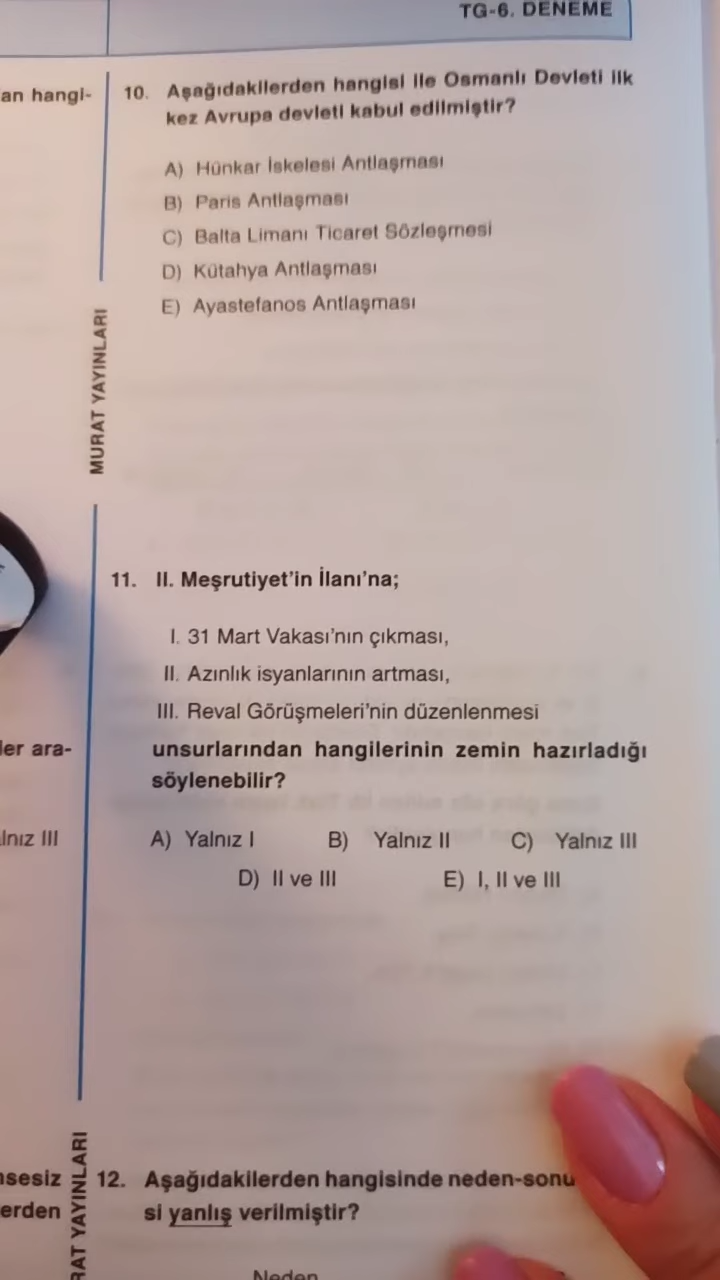 TG-6. DENEME
an hangi-
10. Aşağıdakilerden hangisi ile Osmanlı Devleti ilk
kez Avrupa devleti kabul edilmiştir?
A) Hünkar İskelesi Antlaşması
B) Paris Antlaşması
C) Balta Limanı Ticaret Sözleşmesi
D) Kütahya Antlaşması
E) Ayastefanos Antlaşması
MURAT YAYINLARI
11. II. Meşrutiyet'in İlanı'na;
I. 31 Mart Vakası'nın çıkması,
II. Azınlık isyanlarının artması,
III. Reval Görüşmeleri'nin düzenlenmesi
ler ara-
unsurlarından hangilerinin zemin hazırladığı
söylenebilir?
lnız III
A) Yalnız I B) Yalnız II C) Yalnız III
D) II ve III E) I, II ve III
RAT YAYINLARI
sesiz
erden
12. Aşağıdakilerden hangisinde neden-sonu
si yanlış verilmiştir?
Neden